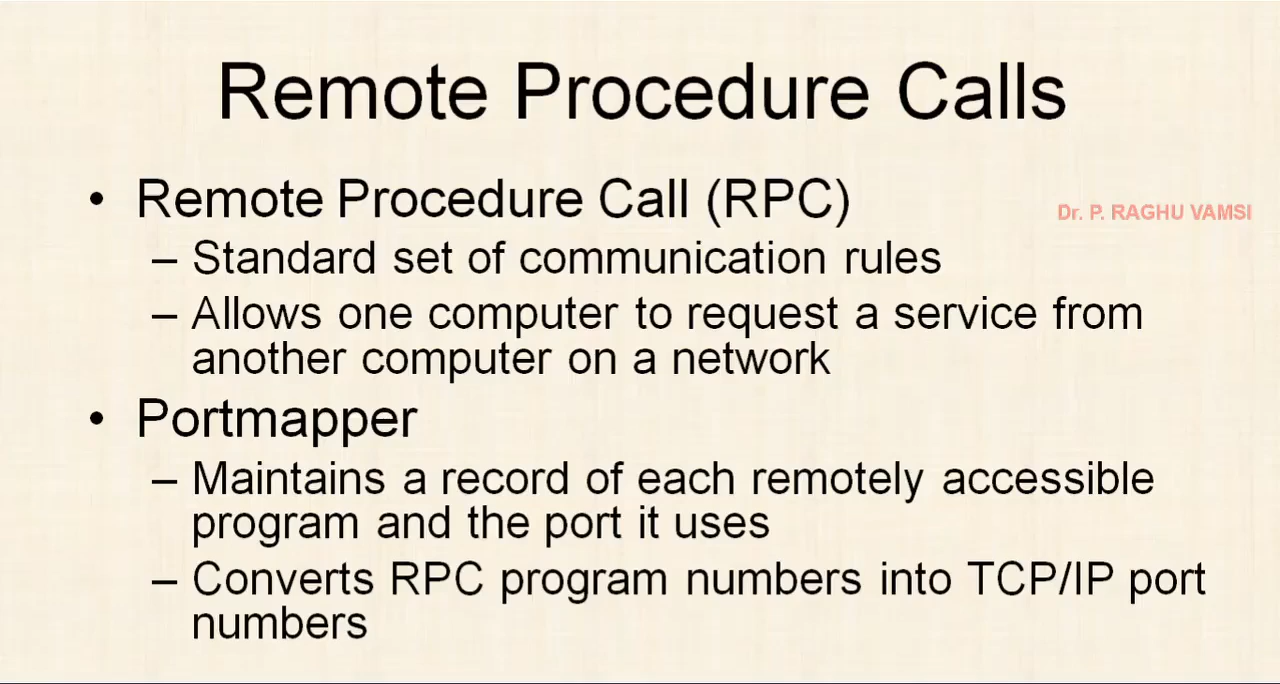 Remote Procedure Calls
• Remote Procedure Call (RPC)
Dr. P. RAGHU VAMSI
– Standard set of communication rules
– Allows one computer to request a service from
another computer on a network
• Portmapper
– Maintains a record of each remotely accessible
program and the port it uses
– Converts RPC program numbers into TCP/IP port
numbers